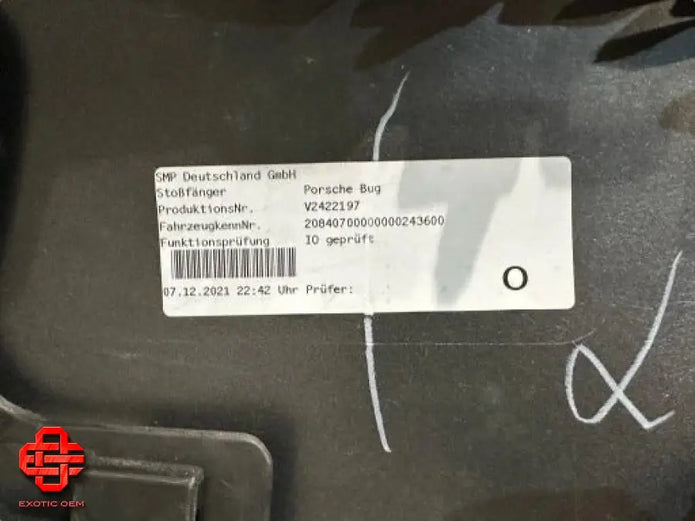 SMP Deutschland GmbH
Stoßfänger Porsche Bug
ProduktionsNr. V2422197
FahrzeugkennNr. 20840700000000243600
Funktionsprüfung IO geprüft
07.12.2021 22:42 Uhr Prüfer:
O
EXOTIC OEM